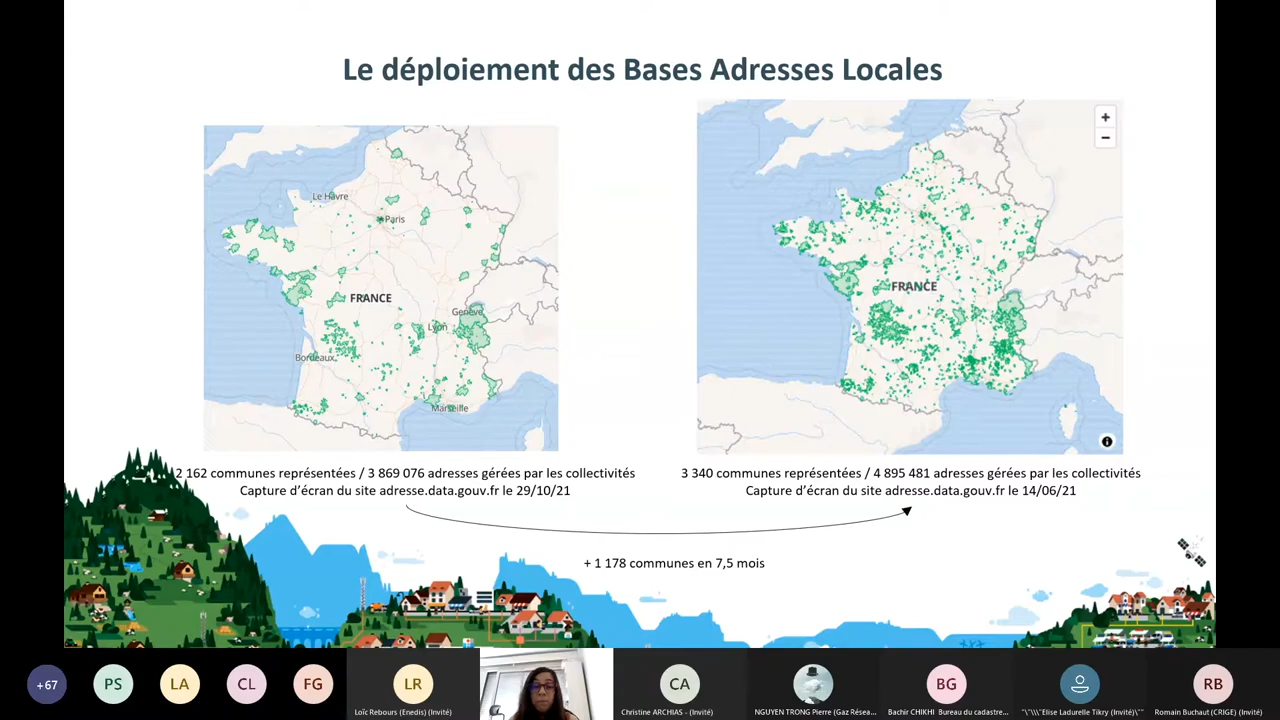 Le déploiement des Bases Adresses Locales
Le Havre
Paris
FRANCE
Genève
Lyon
Bordeaux
Marseille
+
−
FRANCE
2 162 communes représentées / 3 869 076 adresses gérées par les collectivités
Capture d'écran du site adresse.data.gouv.fr le 29/10/21
3 340 communes représentées / 4 895 481 adresses gérées par les collectivités
Capture d'écran du site adresse.data.gouv.fr le 14/06/21
+ 1 178 communes en 7,5 mois
+67
PS
LA
CL
FG
LR
Loïc Rebours (Enedis) (Invité)
CA
Christine ARCHIAS - (Invité)
NGUYEN TRONG Pierre (Gaz Résea...
BG
Bachir CHIKHI Bureau du cadastre...
"\"\\\"Elise Ladurelle Tikry (Invité)\""
RB
Romain Buchaut (CRIGE) (Invité)